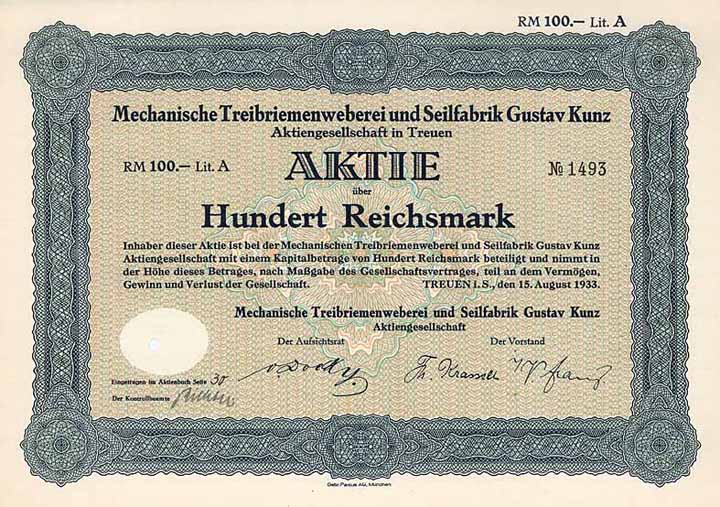 RM 100.— Lit. A
Mechanische Treibriemenweberei und Seilfabrik Gustav Kunz
Aktiengesellschaft in Treuen
RM 100.— Lit. A AKTIE № 1493
über
Hundert Reichsmark
Inhaber dieser Aktie ist bei der Mechanischen Treibriemenweberei und Seilfabrik Gustav Kunz
Aktiengesellschaft mit einem Kapitalbetrage von Hundert Reichsmark beteiligt und nimmt in
der Höhe dieses Betrages, nach Maßgabe des Gesellschaftsvertrages, teil an dem Vermögen,
Gewinn und Verlust der Gesellschaft. TREUEN i. S., den 15. August 1933.
Mechanische Treibriemenweberei und Seilfabrik Gustav Kunz
Aktiengesellschaft
Der Aufsichtsrat Der Vorstand
Eingetragen im Aktienbuch Seite 30
Der Kontrollbeamte
Gebr. Parcus AG, München